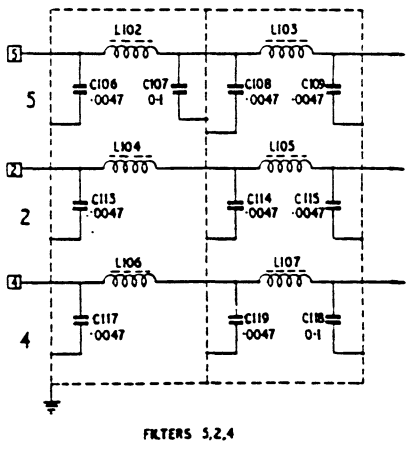 L102
L103
5
C106
.0047
C107
0·1
C108
.0047
C109
.0047
5
L104
L105
2
C113
.0047
C114
.0047
C115
.0047
2
L106
L107
4
C117
.0047
C119
.0047
C118
0·1
4
FILTERS 5,2,4